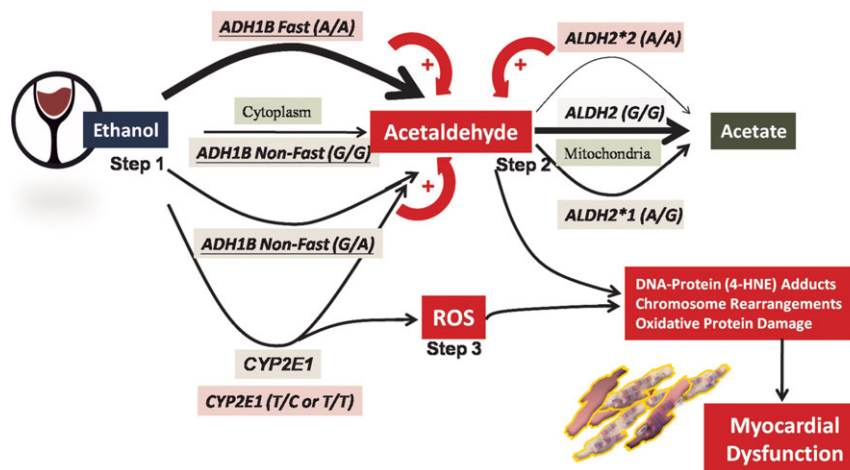 ADH1B Fast (A/A)
ALDH2*2 (A/A)
+
+
Ethanol
Cytoplasm
Acetaldehyde
ALDH2 (G/G)
Acetate
Step 1
ADH1B Non-Fast (G/G)
Step 2
Mitochondria
+
ADH1B Non-Fast (G/A)
ALDH2*1 (A/G)
DNA-Protein (4-HNE) Adducts
Chromosome Rearrangements
Oxidative Protein Damage
ROS
Step 3
CYP2E1
CYP2E1 (T/C or T/T)
Myocardial
Dysfunction